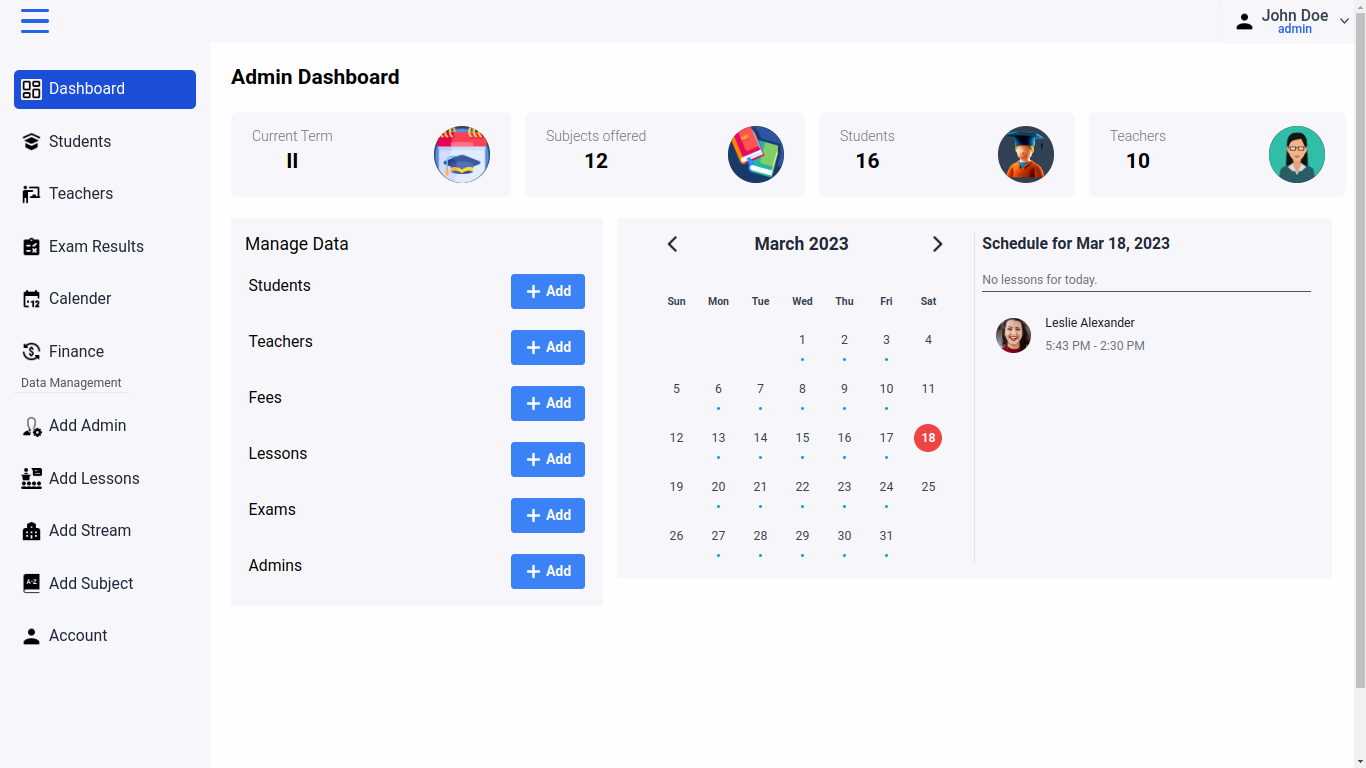 John Doe
admin
Dashboard
Students
Teachers
Exam Results
Calender
Finance
Data Management
Add Admin
Add Lessons
Add Stream
Add Subject
Account
Admin Dashboard
Current Term
II
Subjects offered
12
Students
16
Teachers
10
Manage Data
Students
Add
Teachers
Add
Fees
Add
Lessons
Add
Exams
Add
Admins
Add
March 2023
Sun Mon Tue Wed Thu Fri Sat
1 2 3 4
5 6 7 8 9 10 11
12 13 14 15 16 17 18
19 20 21 22 23 24 25
26 27 28 29 30 31
Schedule for Mar 18, 2023
No lessons for today.
Leslie Alexander
5:43 PM - 2:30 PM